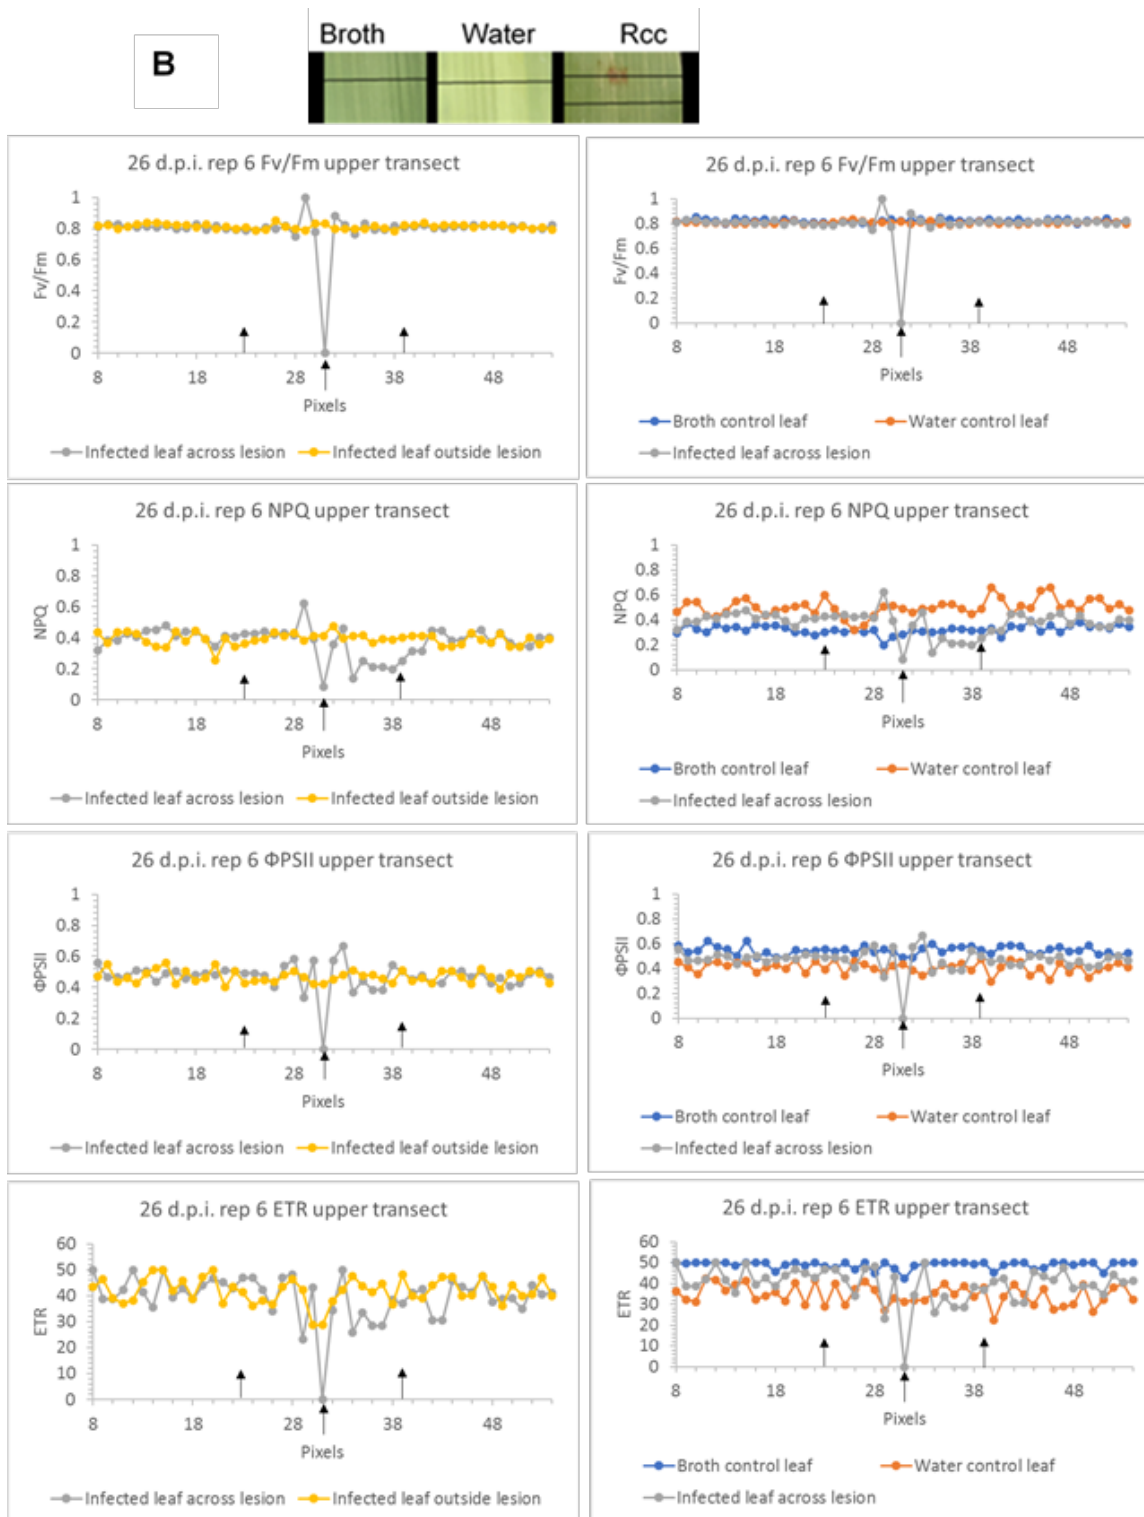 B
Broth Water Rcc
26 d.p.i. rep 6 Fv/Fm upper transect
1
0.8
0.6
0.4
0.2
0
Fv/Fm
8 18 28 38 48
Pixels
Infected leaf across lesion Infected leaf outside lesion
26 d.p.i. rep 6 Fv/Fm upper transect
1
0.8
0.6
0.4
0.2
0
Fv/Fm
8 18 28 38 48
Pixels
Broth control leaf Water control leaf
Infected leaf across lesion
26 d.p.i. rep 6 NPQ upper transect
1
0.8
0.6
0.4
0.2
0
NPQ
8 18 28 38 48
Pixels
Infected leaf across lesion Infected leaf outside lesion
26 d.p.i. rep 6 NPQ upper transect
1
0.8
0.6
0.4
0.2
0
NPQ
8 18 28 38 48
Pixels
Broth control leaf Water control leaf
Infected leaf across lesion
26 d.p.i. rep 6 ΦPSII upper transect
1
0.8
0.6
0.4
0.2
0
ΦPSII
8 18 28 38 48
Pixels
Infected leaf across lesion Infected leaf outside lesion
26 d.p.i. rep 6 ΦPSII upper transect
1
0.8
0.6
0.4
0.2
0
ΦPSII
8 18 28 38 48
Pixels
Broth control leaf Water control leaf
Infected leaf across lesion
26 d.p.i. rep 6 ETR upper transect
60
50
40
30
20
10
0
ETR
8 18 28 38 48
Pixels
Infected leaf across lesion Infected leaf outside lesion
26 d.p.i. rep 6 ETR upper transect
60
50
40
30
20
10
0
ETR
8 18 28 38 48
Pixels
Broth control leaf Water control leaf
Infected leaf across lesion